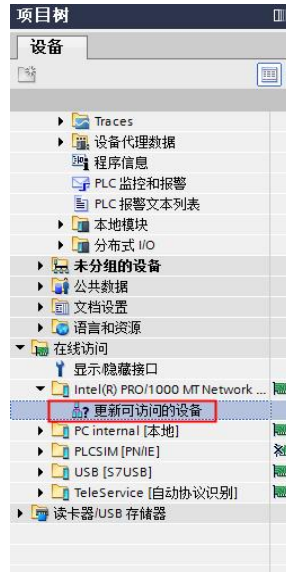 项目树
设备
Traces
设备代理数据
程序信息
PLC 监控和报警
PLC 报警文本列表
本地模块
分布式 I/O
未分组的设备
公共数据
文档设置
语言和资源
在线访问
显示/隐藏接口
Intel(R) PRO/1000 MT Network ...
更新可访问的设备
PC internal [本地]
PLCSIM [PN/IE]
USB [S7USB]
TeleService [自动协议识别]
读卡器/USB 存储器